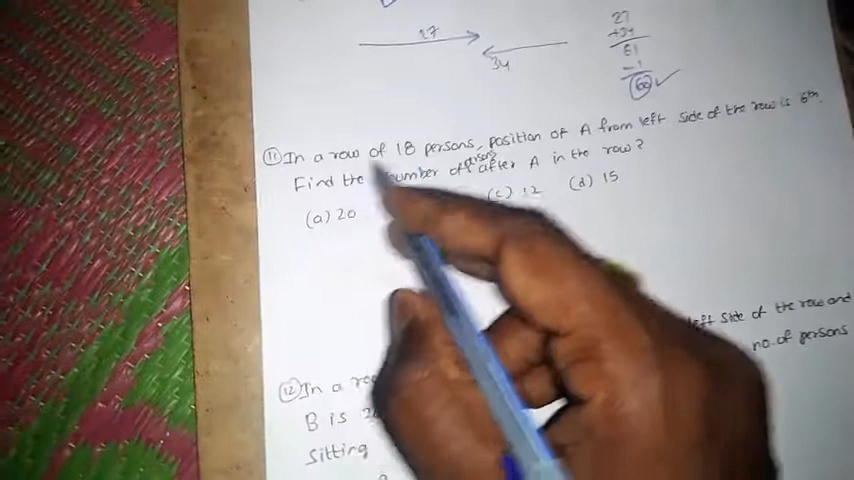 27
34
27
+34
61
-1
60
(11) In a row of 18 persons, position of A from left side of the row is 6th.
Find the number of persons after A in the row?
(a) 20 (c) 12 (d) 15
left side of the row and
(12) In a
no. of persons
B is
sitting